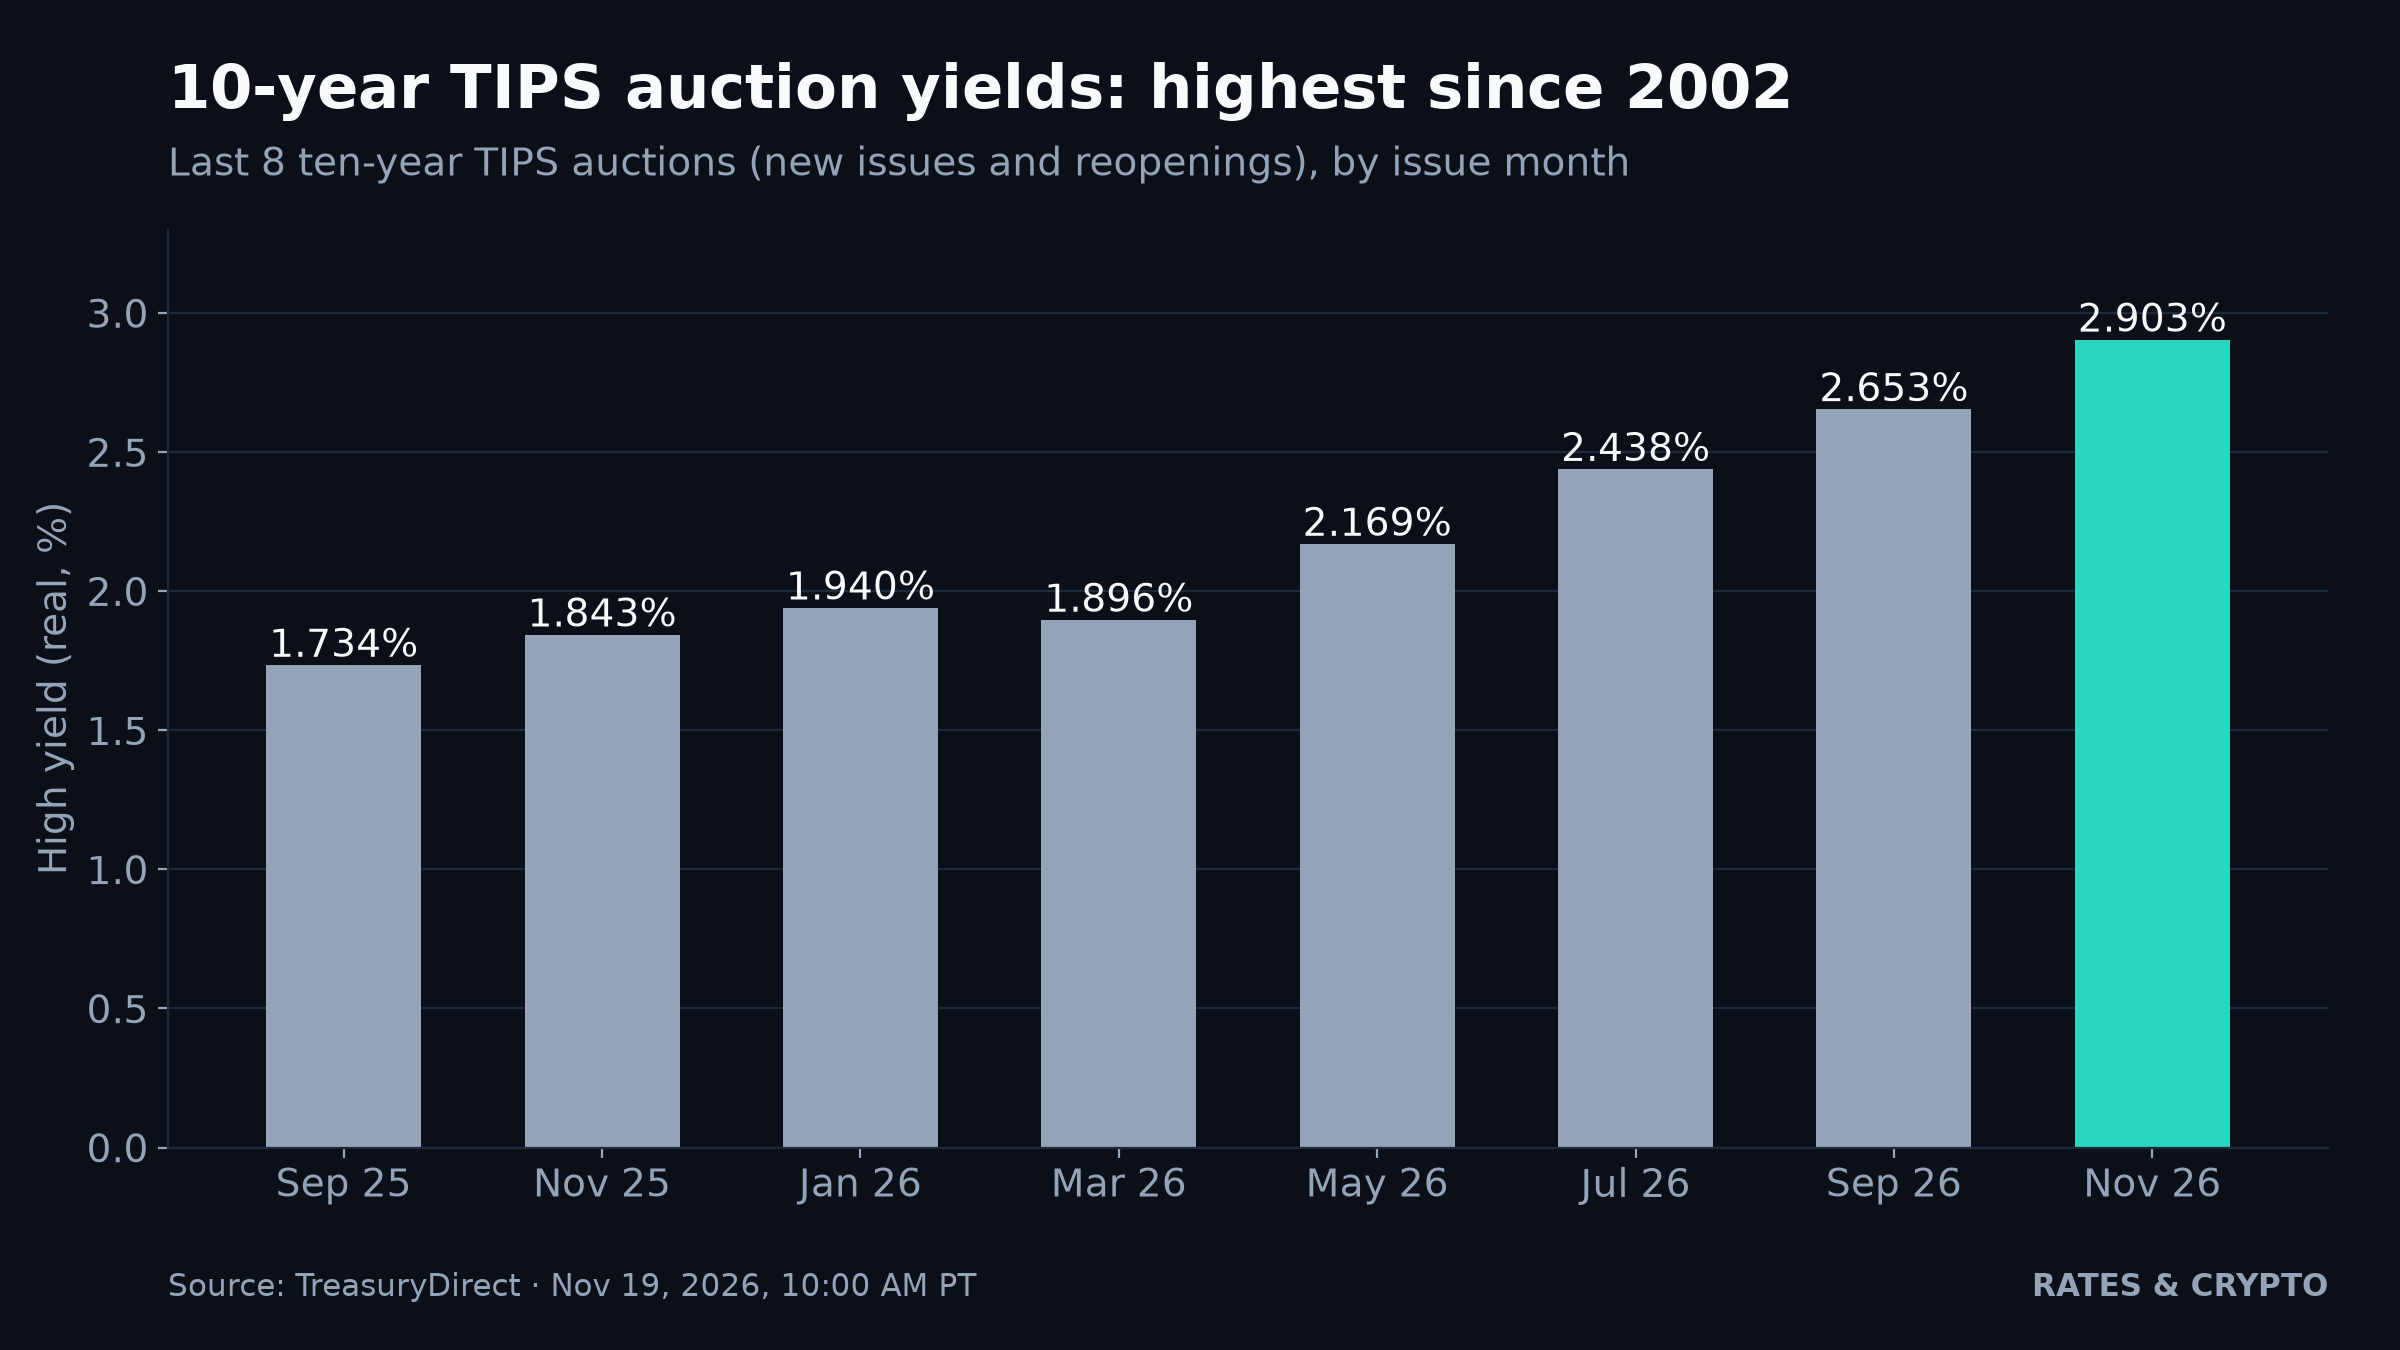 10-year TIPS auction yields: highest since 2002
Last 8 ten-year TIPS auctions (new issues and reopenings), by issue month
High yield (real, %)
3.0
2.5
2.0
1.5
1.0
0.5
0.0
1.734%
1.843%
1.940%
1.896%
2.169%
2.438%
2.653%
2.903%
Sep 25
Nov 25
Jan 26
Mar 26
May 26
Jul 26
Sep 26
Nov 26
Source: TreasuryDirect · Nov 19, 2026, 10:00 AM PT
RATES & CRYPTO